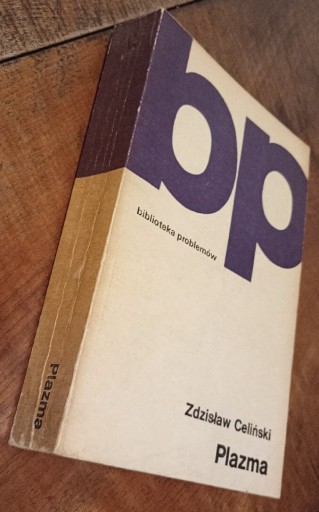 bp
biblioteka problemów
Zdzisław Celiński
Plazma
Plazma